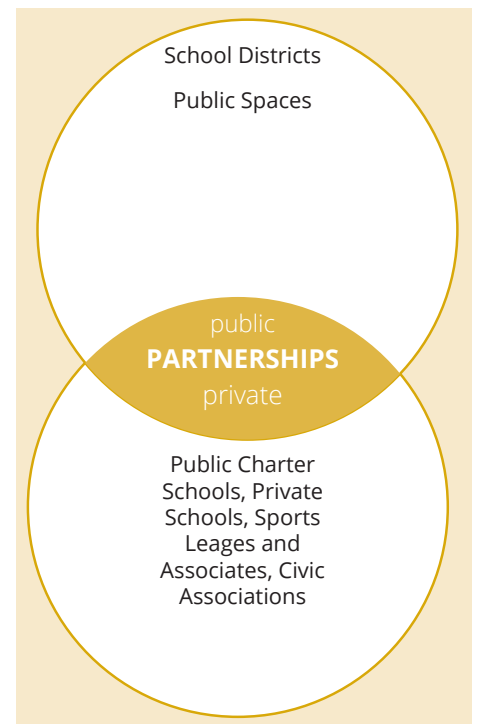 School Districts
Public Spaces
public
PARTNERSHIPS
private
Public Charter
Schools, Private
Schools, Sports
Leages and
Associates, Civic
Associations